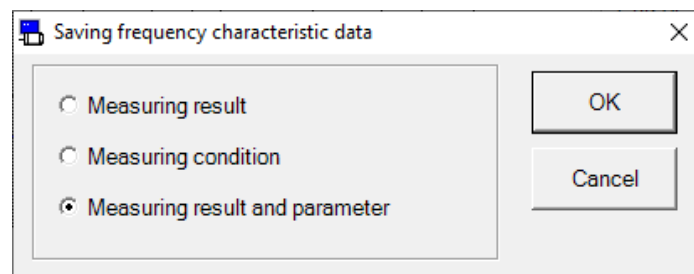 Saving frequency characteristic data
Measuring result
Measuring condition
Measuring result and parameter
OK
Cancel